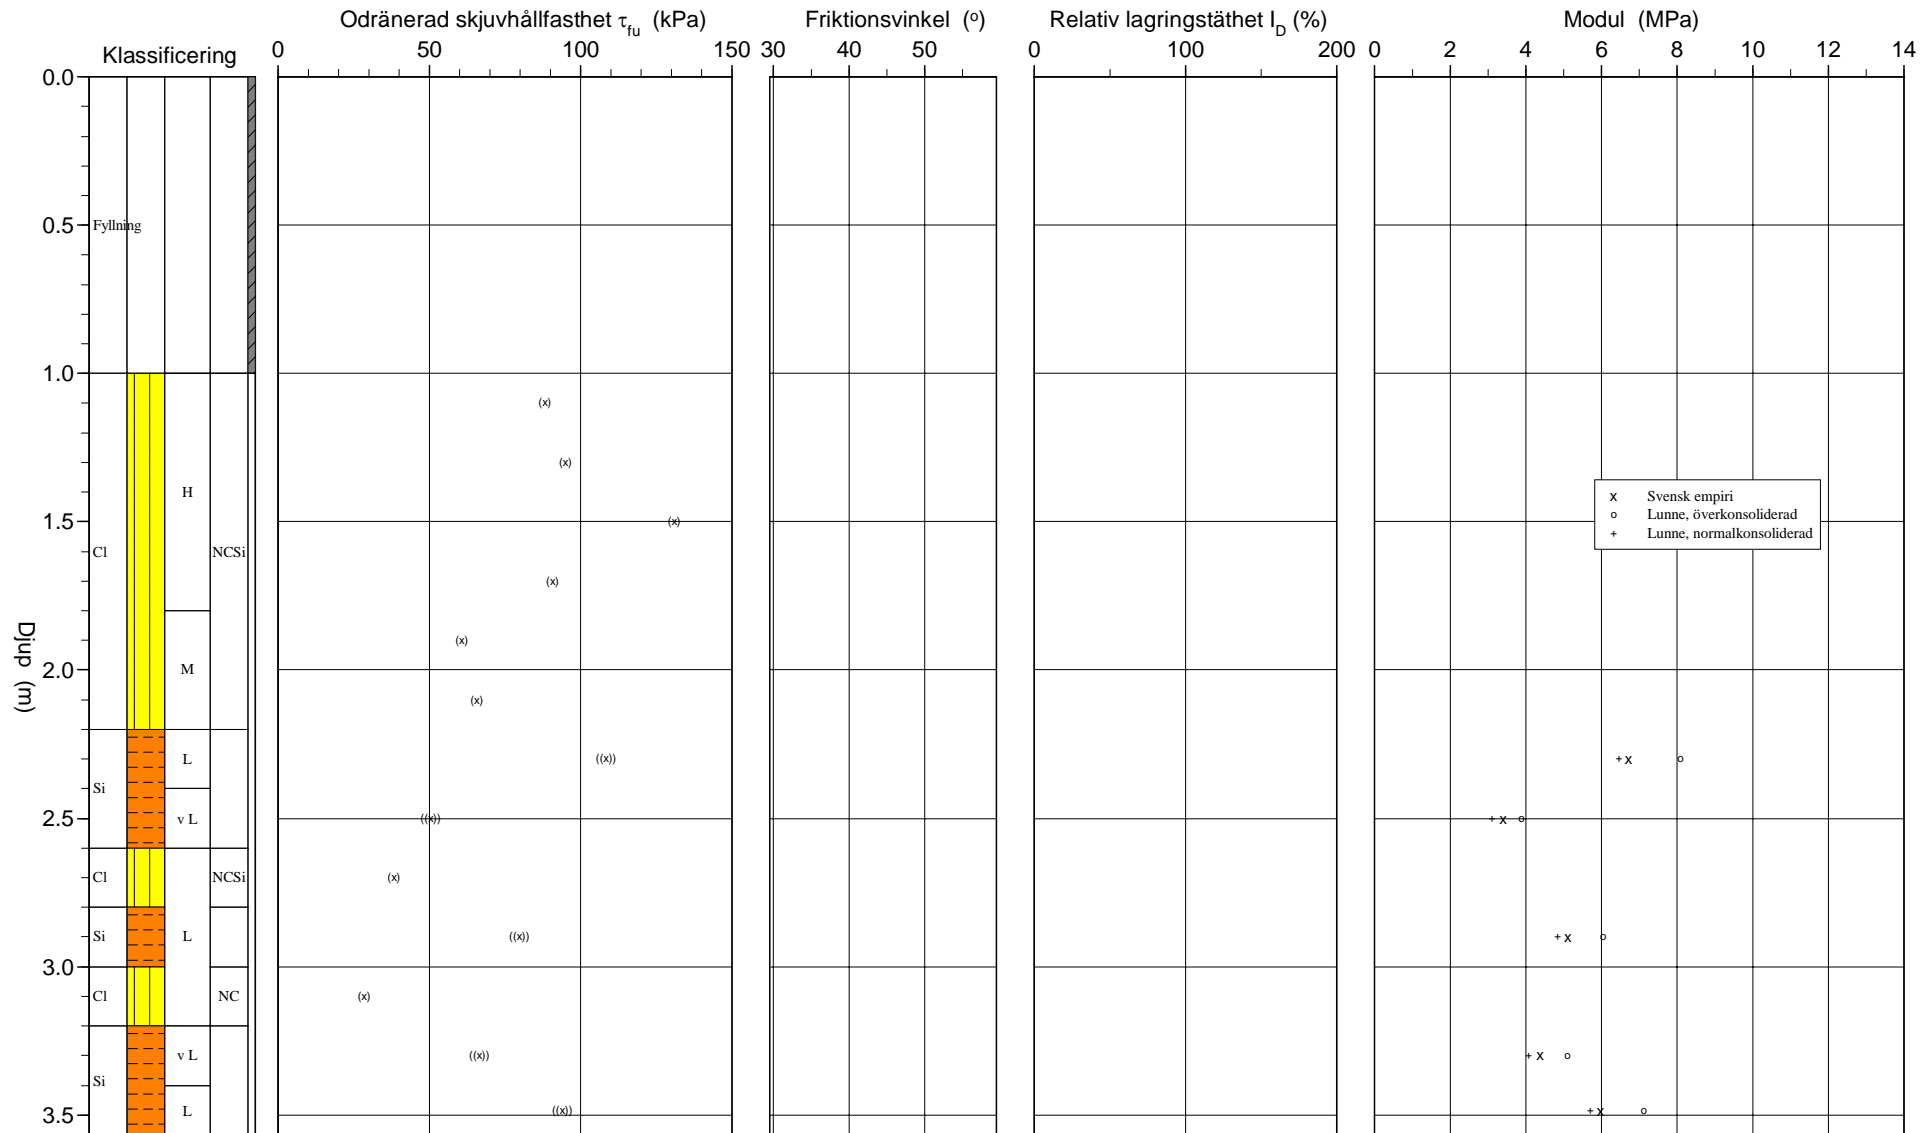 Odränerad skjuvhållfasthet τfu (kPa)
Friktionsvinkel (o)
Relativ lagringstäthet ID (%)
Modul (MPa)
Klassificering
0 50 100 150
30 40 50
0 100 200
0 2 4 6 8 10 12 14
Djup (m)
0.0
Fyllning
0.5
1.0
(x)
(x)
H
x Svensk empiri
o Lunne, överkonsoliderad
+ Lunne, normalkonsoliderad
1.5
(x)
Cl
NCSi
(x)
(x)
2.0
M
(x)
L
((x))
+ x o
Si
2.5
v L
((x))
+ x o
Cl
NCSi
(x)
Si
L
((x))
+ x o
3.0
Cl
NC
(x)
v L
((x))
+ x o
Si
L
((x))
+ x o
3.5